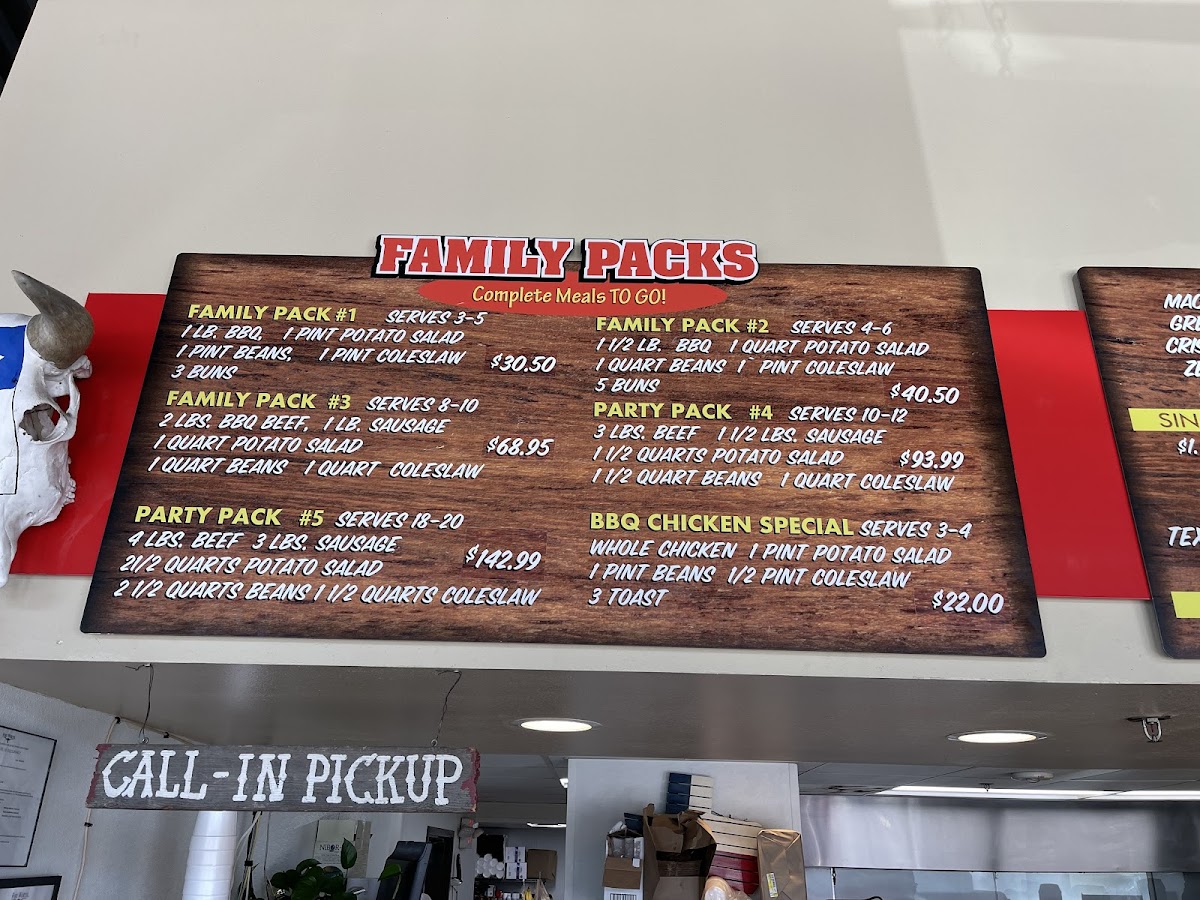 FAMILY PACKS
Complete Meals TO GO!
FAMILY PACK #1 SERVES 3-5
1 LB. BBQ, 1 PINT POTATO SALAD
1 PINT BEANS, 1 PINT COLESLAW
$30.50
3 BUNS
FAMILY PACK #2 SERVES 4-6
1 1/2 LB. BBQ 1 QUART POTATO SALAD
1 QUART BEANS 1 PINT COLESLAW
5 BUNS
$40.50
FAMILY PACK #3 SERVES 8-10
2 LBS. BBQ BEEF, 1 LB. SAUSAGE
1 QUART POTATO SALAD
$68.95
1 QUART BEANS 1 QUART COLESLAW
PARTY PACK #4 SERVES 10-12
3 LBS. BEEF 1 1/2 LBS. SAUSAGE
1 1/2 QUARTS POTATO SALAD
$93.99
1 1/2 QUART BEANS 1 QUART COLESLAW
PARTY PACK #5 SERVES 18-20
4 LBS. BEEF 3 LBS. SAUSAGE
$142.99
2 1/2 QUARTS POTATO SALAD
2 1/2 QUARTS BEANS 1 1/2 QUARTS COLESLAW
BBQ CHICKEN SPECIAL SERVES 3-4
WHOLE CHICKEN 1 PINT POTATO SALAD
1 PINT BEANS 1/2 PINT COLESLAW
3 TOAST
$22.00
MAC
GR
CRIS
SIN
$1.
TEX
CALL-IN PICKUP